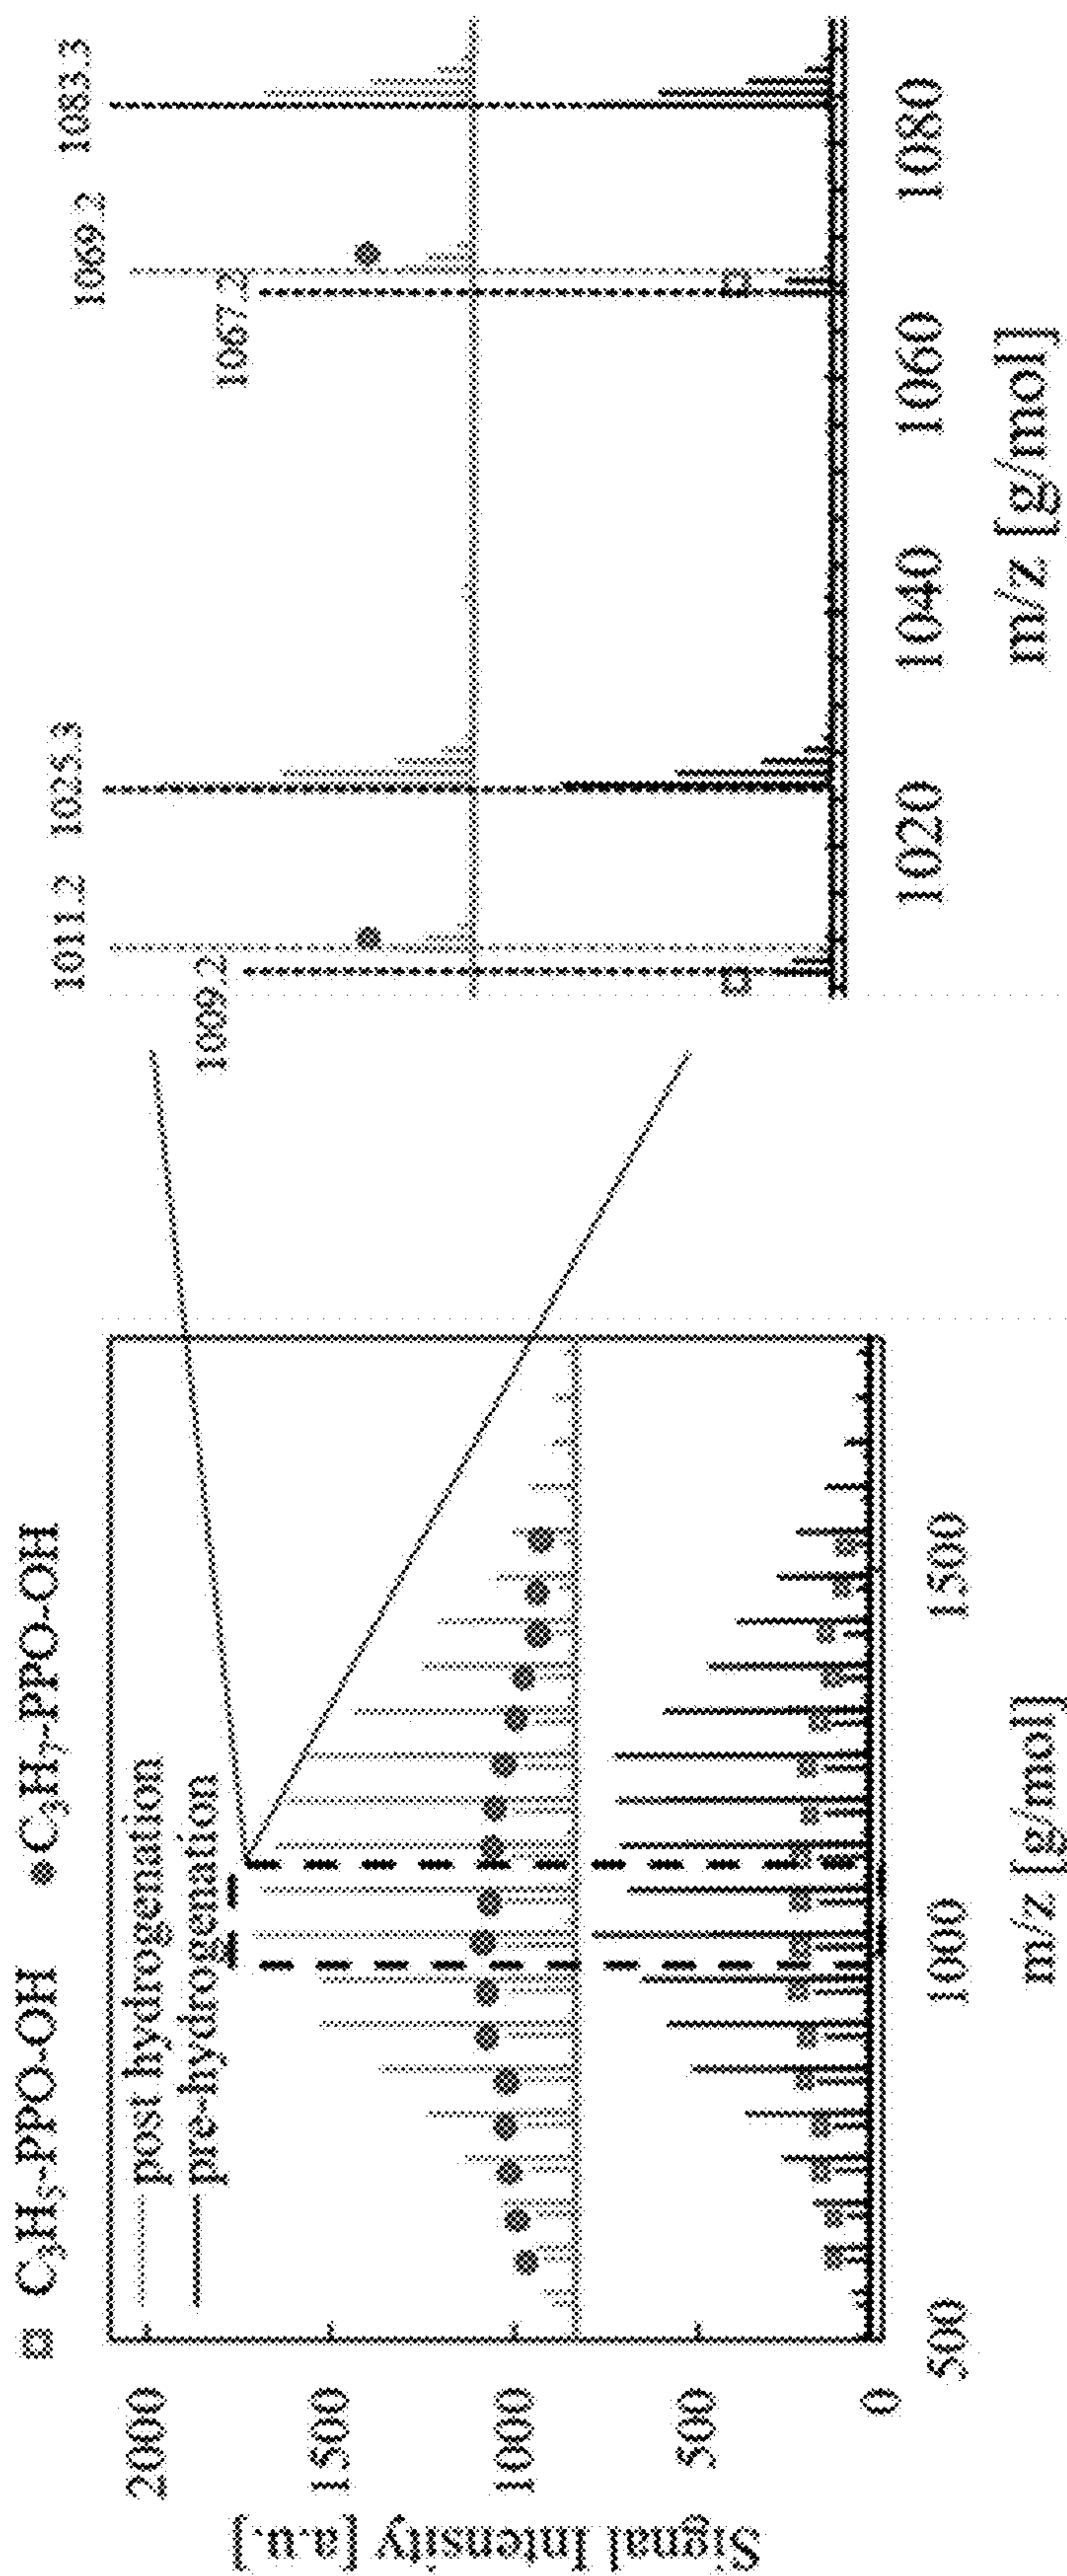 C₃H₅-PPO-OH
C₃H₇-PPO-OH
post hydrogenation
pre-hydrogenation
Signal Intensity [a.u.]
2000
1500
1000
500
0
500
1000
1500
m/z [g/mol]
1011.2
1025.3
1069.2
1083.3
1009.2
1067.2
1020
1040
1060
1080
m/z [g/mol]